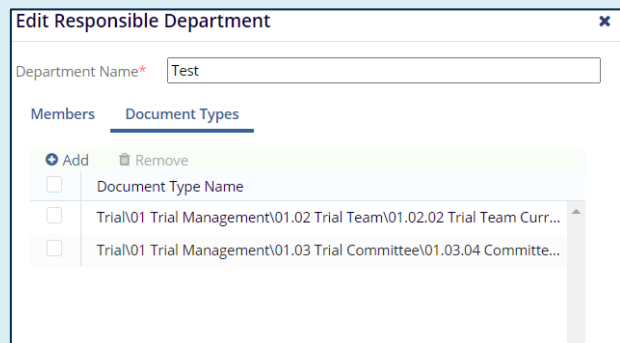 Edit Responsible Department
Department Name* Test
Members Document Types
Add Remove
Document Type Name
Trial\01 Trial Management\01.02 Trial Team\01.02.02 Trial Team Curr...
Trial\01 Trial Management\01.03 Trial Committee\01.03.04 Committe...